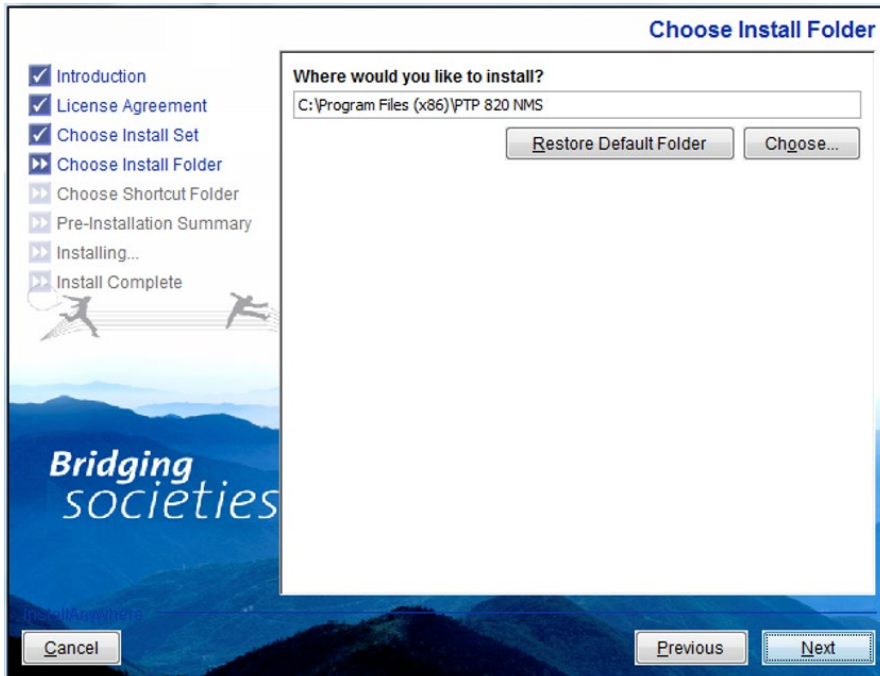 Choose Install Folder
Introduction
License Agreement
Choose Install Set
Choose Install Folder
Choose Shortcut Folder
Pre-Installation Summary
Installing...
Install Complete
Where would you like to install?
C:\Program Files (x86)\PTP 820 NMS
Restore Default Folder
Choose...
Bridging
societies
InstallAnywhere
Cancel
Previous
Next